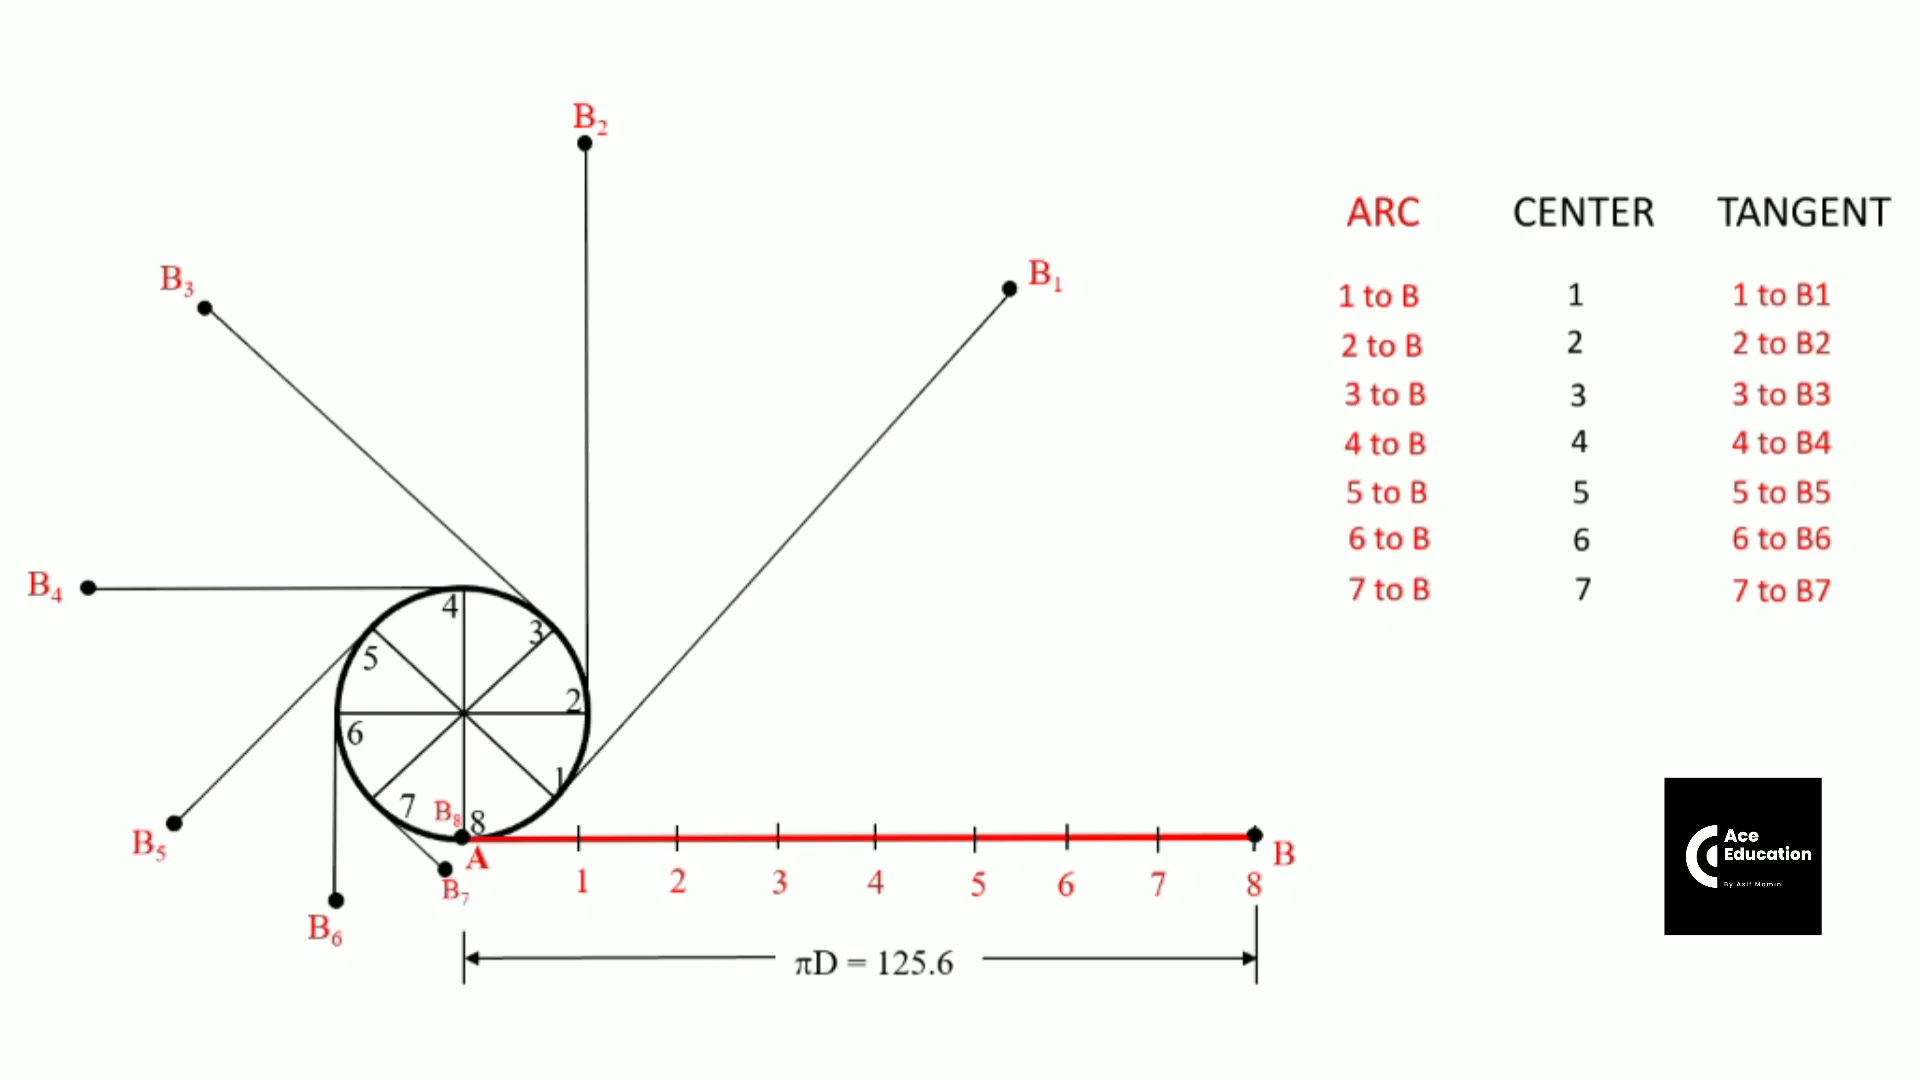 B₂
B₃
B₁
B₄
4
3
5
2
6
1
7
B₈
8
A
B₅
B₇
B₆
B
1
2
3
4
5
6
7
8
πD = 125.6
ARC CENTER TANGENT
1 to B 1 1 to B1
2 to B 2 2 to B2
3 to B 3 3 to B3
4 to B 4 4 to B4
5 to B 5 5 to B5
6 to B 6 6 to B6
7 to B 7 7 to B7
Ace
Education
By Asif Momin